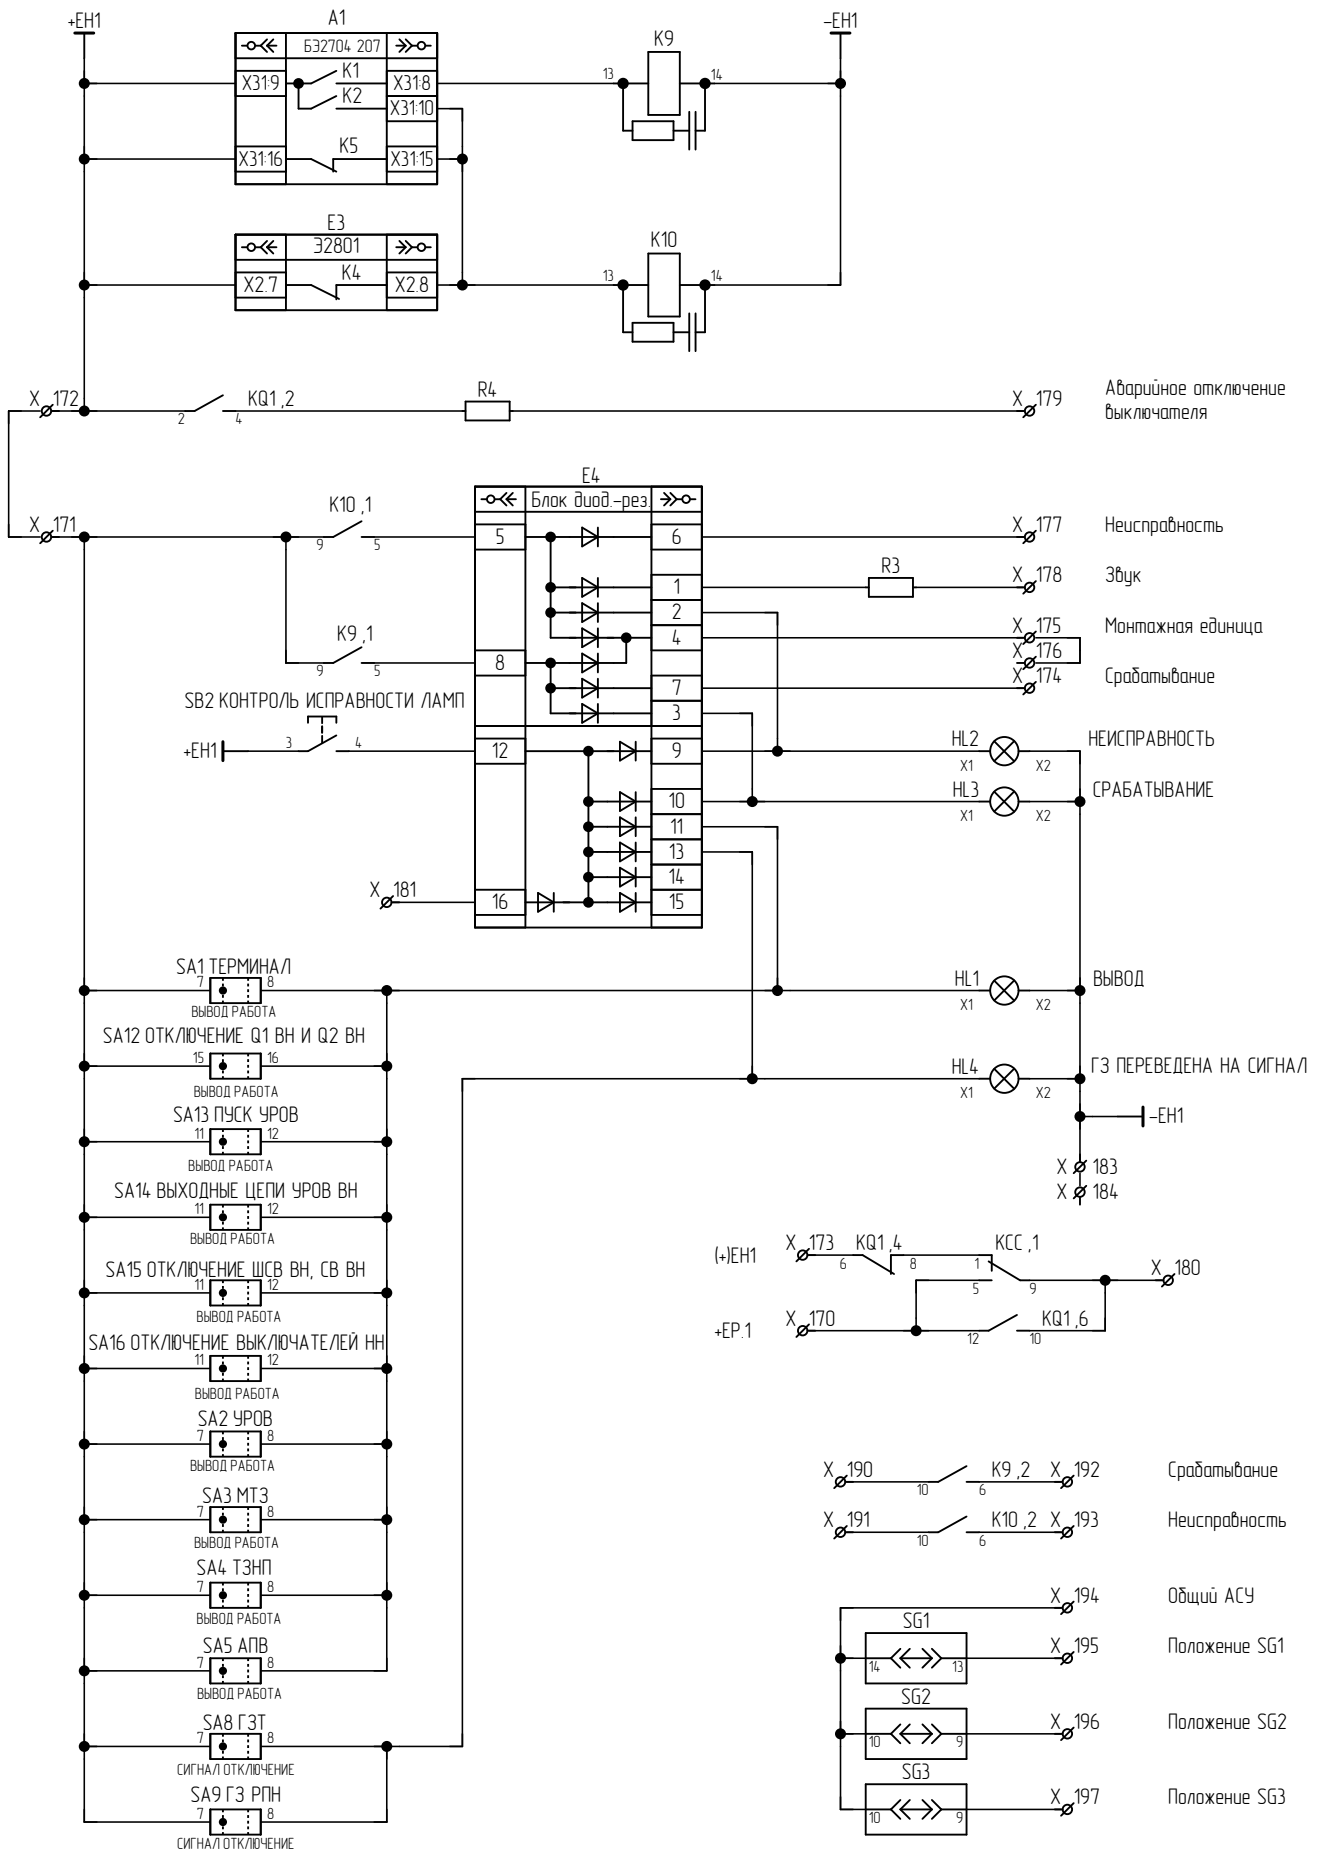 +EH1
A1
−EH1
БЭ2704 207
K9
X31:9
K1
X31:8
13
14
K2
X31:10
K5
X31:16
X31:15
E3
Э2801
K10
X2.7
K4
X2.8
13
14
X 172
KQ1 ,2
2
4
R4
X 179
Аварийное отключение
выключателя
E4
Блок диод.-рез.
X 171
K10 ,1
9
5
5
6
X 177
Неисправность
1
R3
X 178
Звук
2
K9 ,1
9
5
4
X 175
Монтажная единица
8
X 176
7
X 174
Срабатывание
3
SB2 КОНТРОЛЬ ИСПРАВНОСТИ ЛАМП
+EH1
3
4
12
9
HL2
X1
X2
НЕИСПРАВНОСТЬ
10
HL3
X1
X2
СРАБАТЫВАНИЕ
11
13
14
X 181
16
15
SA1 ТЕРМИНАЛ
7
8
ВЫВОД РАБОТА
HL1
X1
X2
ВЫВОД
SA12 ОТКЛЮЧЕНИЕ Q1 ВН И Q2 ВН
15
16
ВЫВОД РАБОТА
HL4
X1
X2
ГЗ ПЕРЕВЕДЕНА НА СИГНАЛ
SA13 ПУСК УРОВ
11
12
ВЫВОД РАБОТА
−EH1
X 183
X 184
SA14 ВЫХОДНЫЕ ЦЕПИ УРОВ ВН
11
12
ВЫВОД РАБОТА
(+)EH1
X 173
KQ1 ,4
6
8
KCC ,1
1
5
9
X 180
SA15 ОТКЛЮЧЕНИЕ ШСВ ВН, СВ ВН
11
12
ВЫВОД РАБОТА
+EP.1
X 170
KQ1 ,6
12
10
SA16 ОТКЛЮЧЕНИЕ ВЫКЛЮЧАТЕЛЕЙ НН
11
12
ВЫВОД РАБОТА
SA2 УРОВ
7
8
ВЫВОД РАБОТА
X 190
K9 ,2
10
6
X 192
Срабатывание
SA3 МТЗ
7
8
ВЫВОД РАБОТА
X 191
K10 ,2
10
6
X 193
Неисправность
SA4 ТЗНП
7
8
ВЫВОД РАБОТА
X 194
Общий АСУ
SA5 АПВ
7
8
ВЫВОД РАБОТА
SG1
14
13
X 195
Положение SG1
SA8 ГЗТ
7
8
СИГНАЛ ОТКЛЮЧЕНИЕ
SG2
10
9
X 196
Положение SG2
SA9 ГЗ РПН
7
8
СИГНАЛ ОТКЛЮЧЕНИЕ
SG3
10
9
X 197
Положение SG3